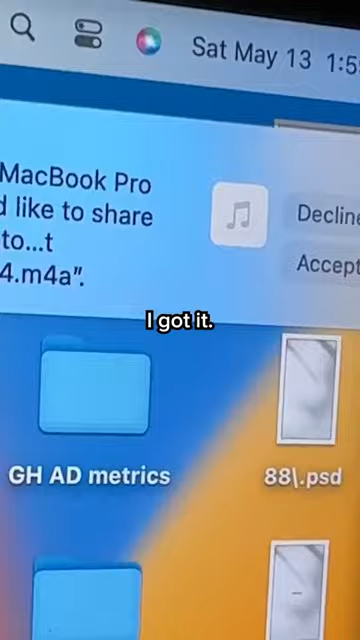 Sat May 13 1:5
MacBook Pro
d like to share
to...t
4.m4a".
Decline
Accept
I got it.
GH AD metrics
88\.psd